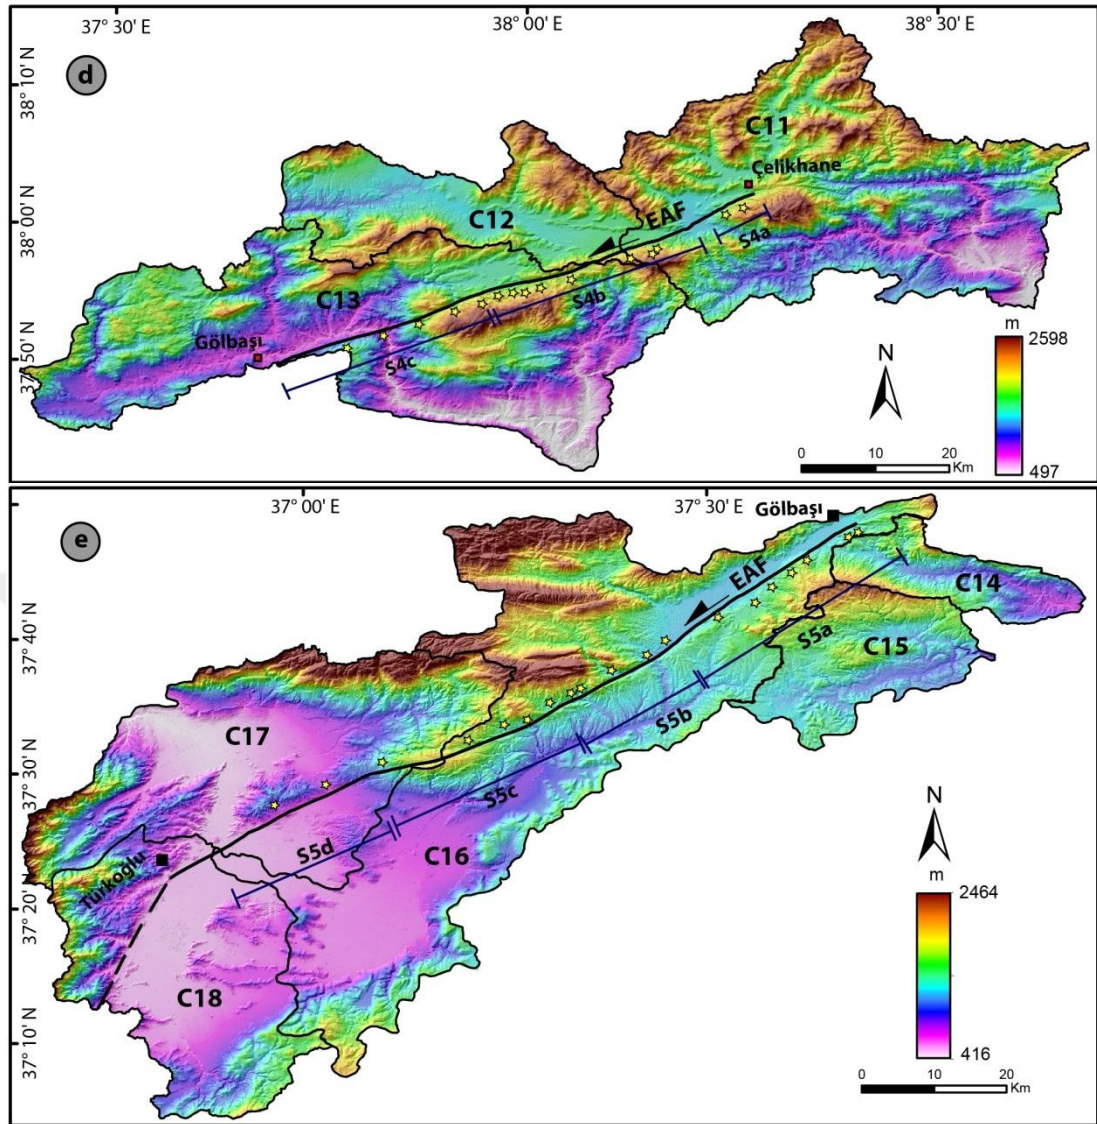 37° 30' E
38° 00' E
38° 30' E
38° 10' N
38° 00' N
37° 50' N
d
C11
Çelikhane
C12
EAF
S4a
C13
S4b
Gölbaşı
S4c
m
2598
497
N
0 10 20
Km
37° 00' E
37° 30' E
37° 40' N
37° 30' N
37° 20' N
37° 10' N
e
Gölbaşı
EAF
C14
S5a
C15
S5b
C17
S5c
S5d
C16
Türkoğlu
C18
N
m
2464
416
0 10 20
Km